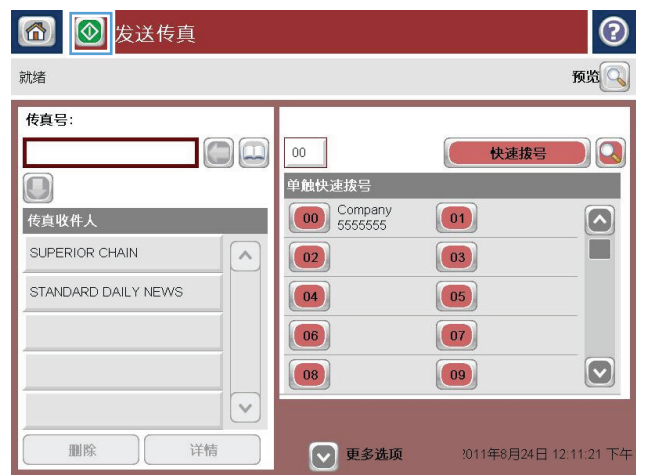 发送传真
就绪
预览
传真号:
00
快速拨号
单触快速拨号
传真收件人
00 Company 5555555 01
SUPERIOR CHAIN
02 03
STANDARD DAILY NEWS
04 05
06 07
08 09
删除 详情
更多选项
2011年8月24日 12:11:21 下午